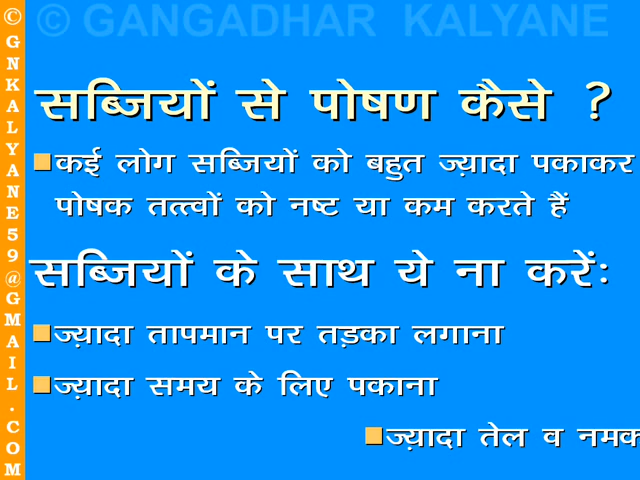 © GANGADHAR KALYANE
© GNKALYANE59@GMAIL.COM
सब्जियों से पोषण कैसे ?
कई लोग सब्जियों को बहुत ज़्यादा पकाकर
पोषक तत्त्वों को नष्ट या कम करते हैं
सब्जियों के साथ ये ना करें:
ज़्यादा तापमान पर तड़का लगाना
ज़्यादा समय के लिए पकाना
ज़्यादा तेल व नमक